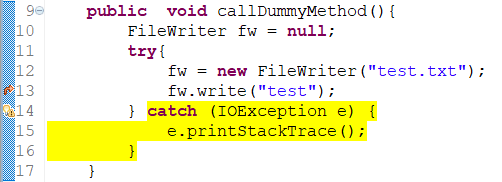 9 public  void callDummyMethod(){
10 FileWriter fw = null;
11 try{
12 fw = new FileWriter("test.txt");
13 fw.write("test");
14 } catch (IOException e) {
15 e.printStackTrace();
16 }
17 }